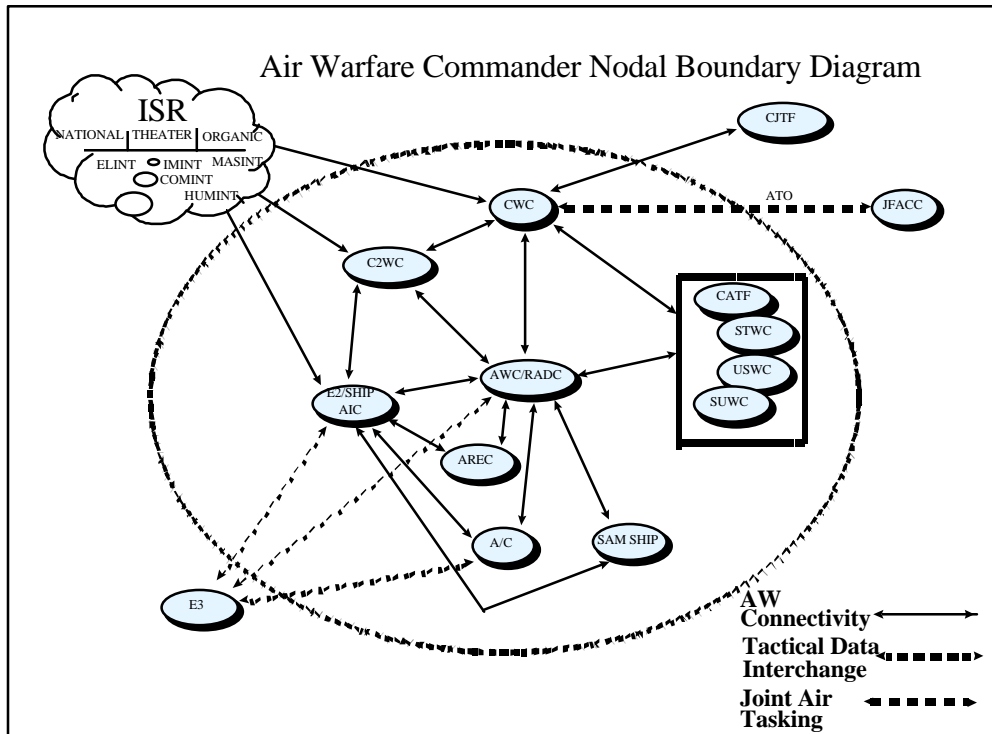 Air Warfare Commander Nodal Boundary Diagram
ISR
NATIONAL THEATER ORGANIC
ELINT IMINT MASINT
COMINT
HUMINT
CJTF
CWC
ATO
JFACC
C2WC
CATF
STWC
USWC
SUWC
AWC/RADC
E2/SHIP
AIC
AREC
A/C
SAM SHIP
E3
AW
Connectivity
Tactical Data
Interchange
Joint Air
Tasking